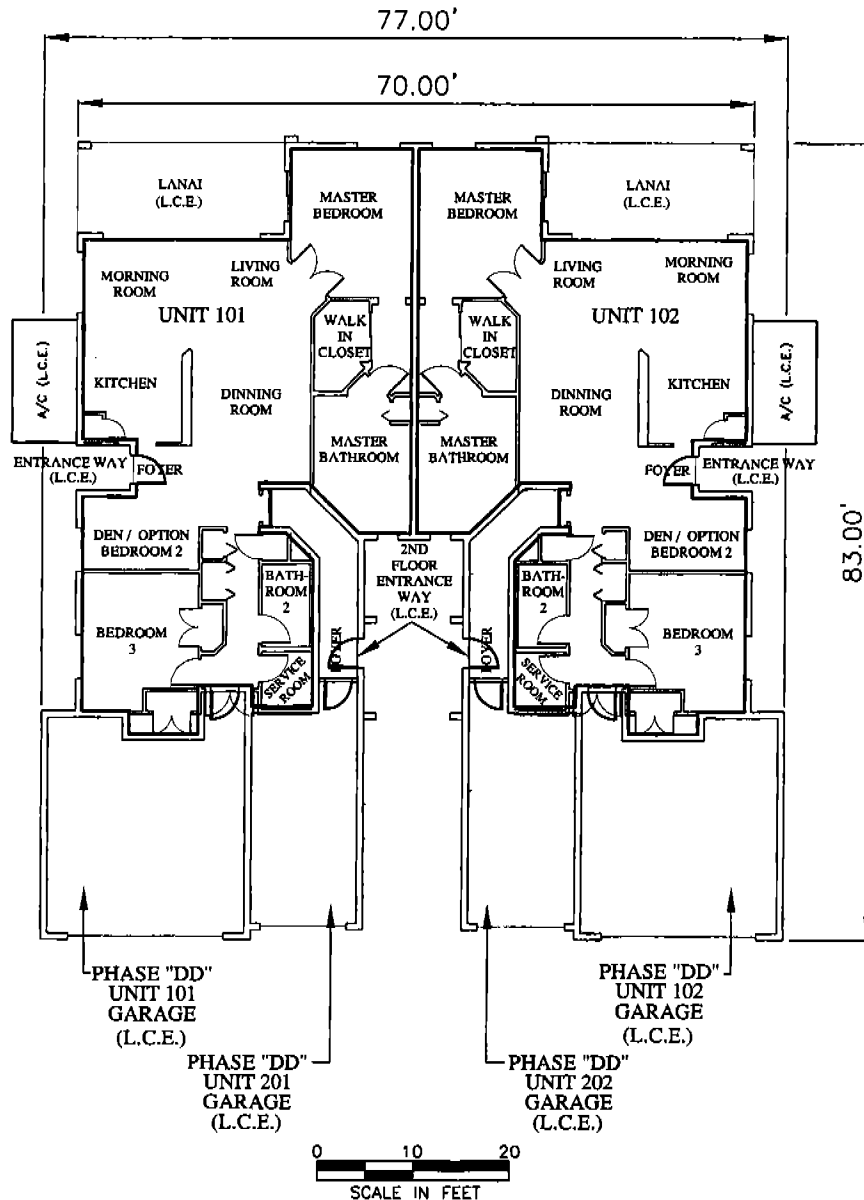 77.00'
70.00'
LANAI
(L.C.E.)
MASTER
BEDROOM
MASTER
BEDROOM
LANAI
(L.C.E.)
MORNING
ROOM
LIVING
ROOM
LIVING
ROOM
MORNING
ROOM
UNIT 101
UNIT 102
WALK
IN
CLOSET
WALK
IN
CLOSET
A/C (L.C.E.)
KITCHEN
DINNING
ROOM
DINNING
ROOM
KITCHEN
A/C (L.C.E.)
MASTER
BATHROOM
MASTER
BATHROOM
ENTRANCE WAY
(L.C.E.)
FOYER
FOYER
ENTRANCE WAY
(L.C.E.)
DEN / OPTION
BEDROOM 2
2ND
FLOOR
ENTRANCE
WAY
(L.C.E.)
DEN / OPTION
BEDROOM 2
83.00'
BATH-
ROOM
2
BATH-
ROOM
2
BEDROOM
3
FOYER
FOYER
BEDROOM
3
SERVICE
ROOM
SERVICE
ROOM
PHASE "DD"
UNIT 101
GARAGE
(L.C.E.)
PHASE "DD"
UNIT 102
GARAGE
(L.C.E.)
PHASE "DD"
UNIT 201
GARAGE
(L.C.E.)
PHASE "DD"
UNIT 202
GARAGE
(L.C.E.)
0 10 20
SCALE IN FEET